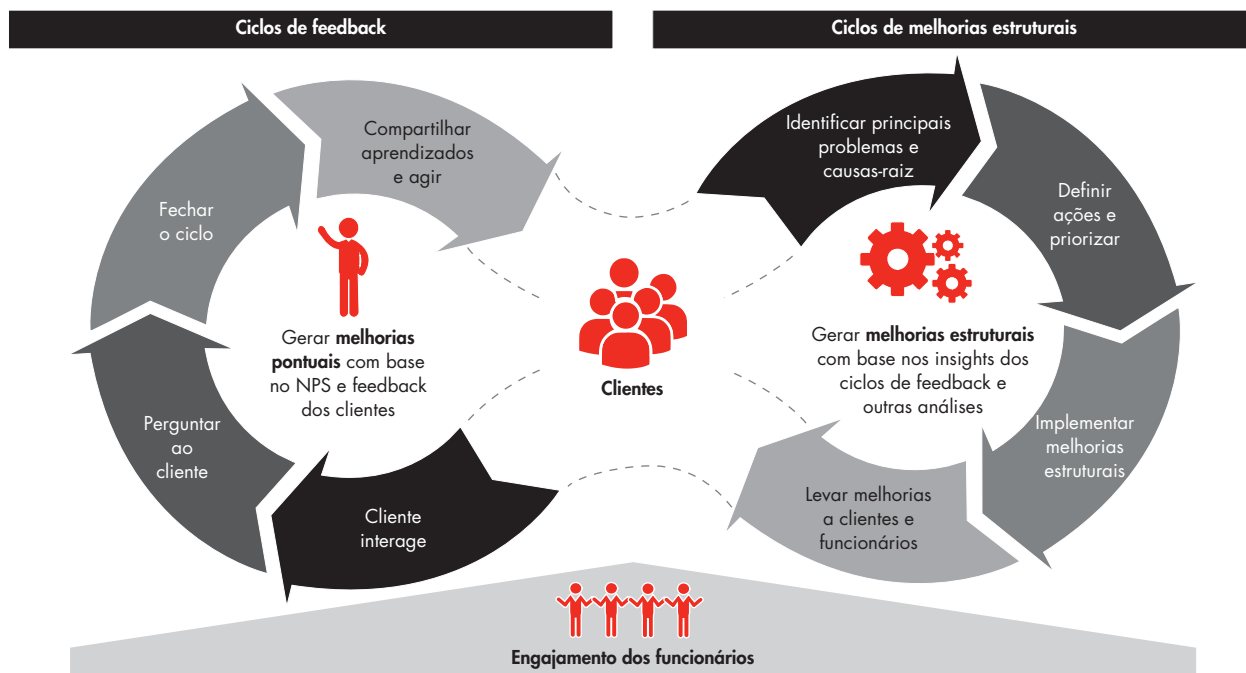 Ciclos de feedback
Ciclos de melhorias estruturais
Compartilhar
aprendizados
e agir
Fechar
o ciclo
Perguntar
ao
cliente
Cliente
interage
Gerar melhorias
pontuais com base
no NPS e feedback
dos clientes
Clientes
Identificar principais
problemas e
causas-raiz
Definir
ações e
priorizar
Implementar
melhorias
estruturais
Levar melhorias
a clientes e
funcionários
Gerar melhorias estruturais
com base nos insights dos
ciclos de feedback e
outras análises
Engajamento dos funcionários